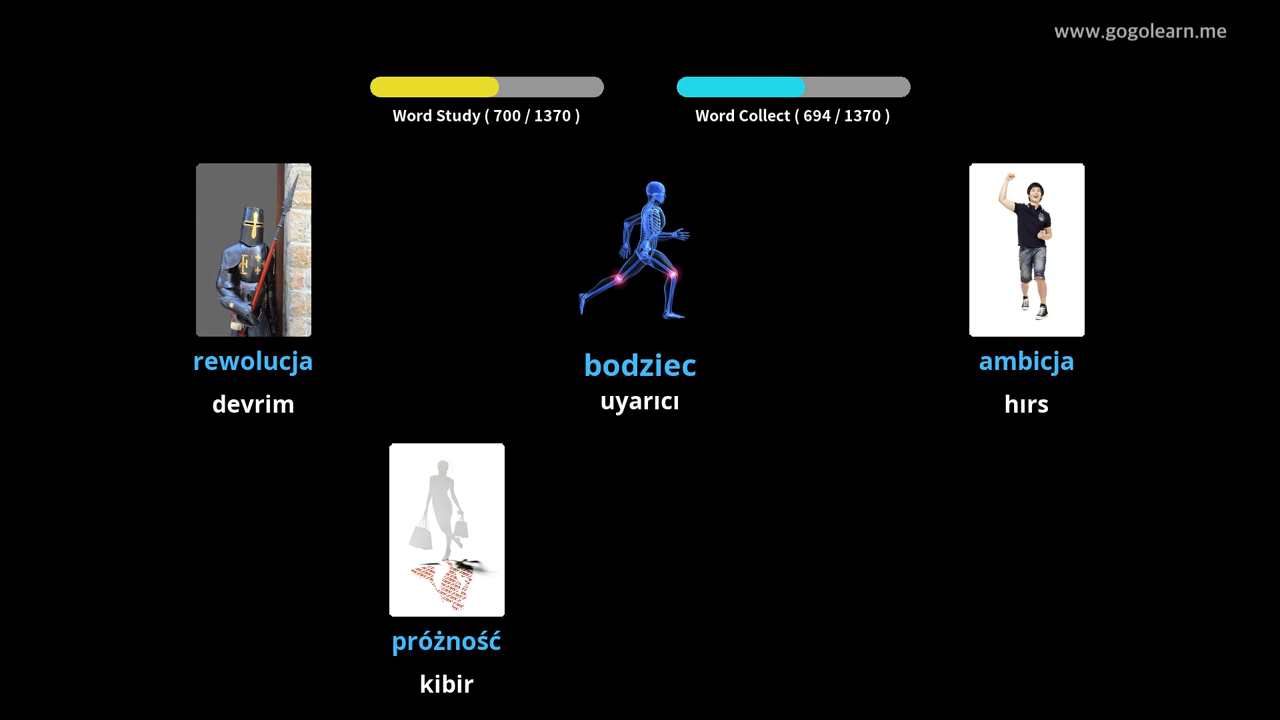 www.gogolearn.me
Word Study ( 700 / 1370 )
Word Collect ( 694 / 1370 )
rewolucja
devrim
bodziec
uyarıcı
ambicja
hırs
próżność
kibir